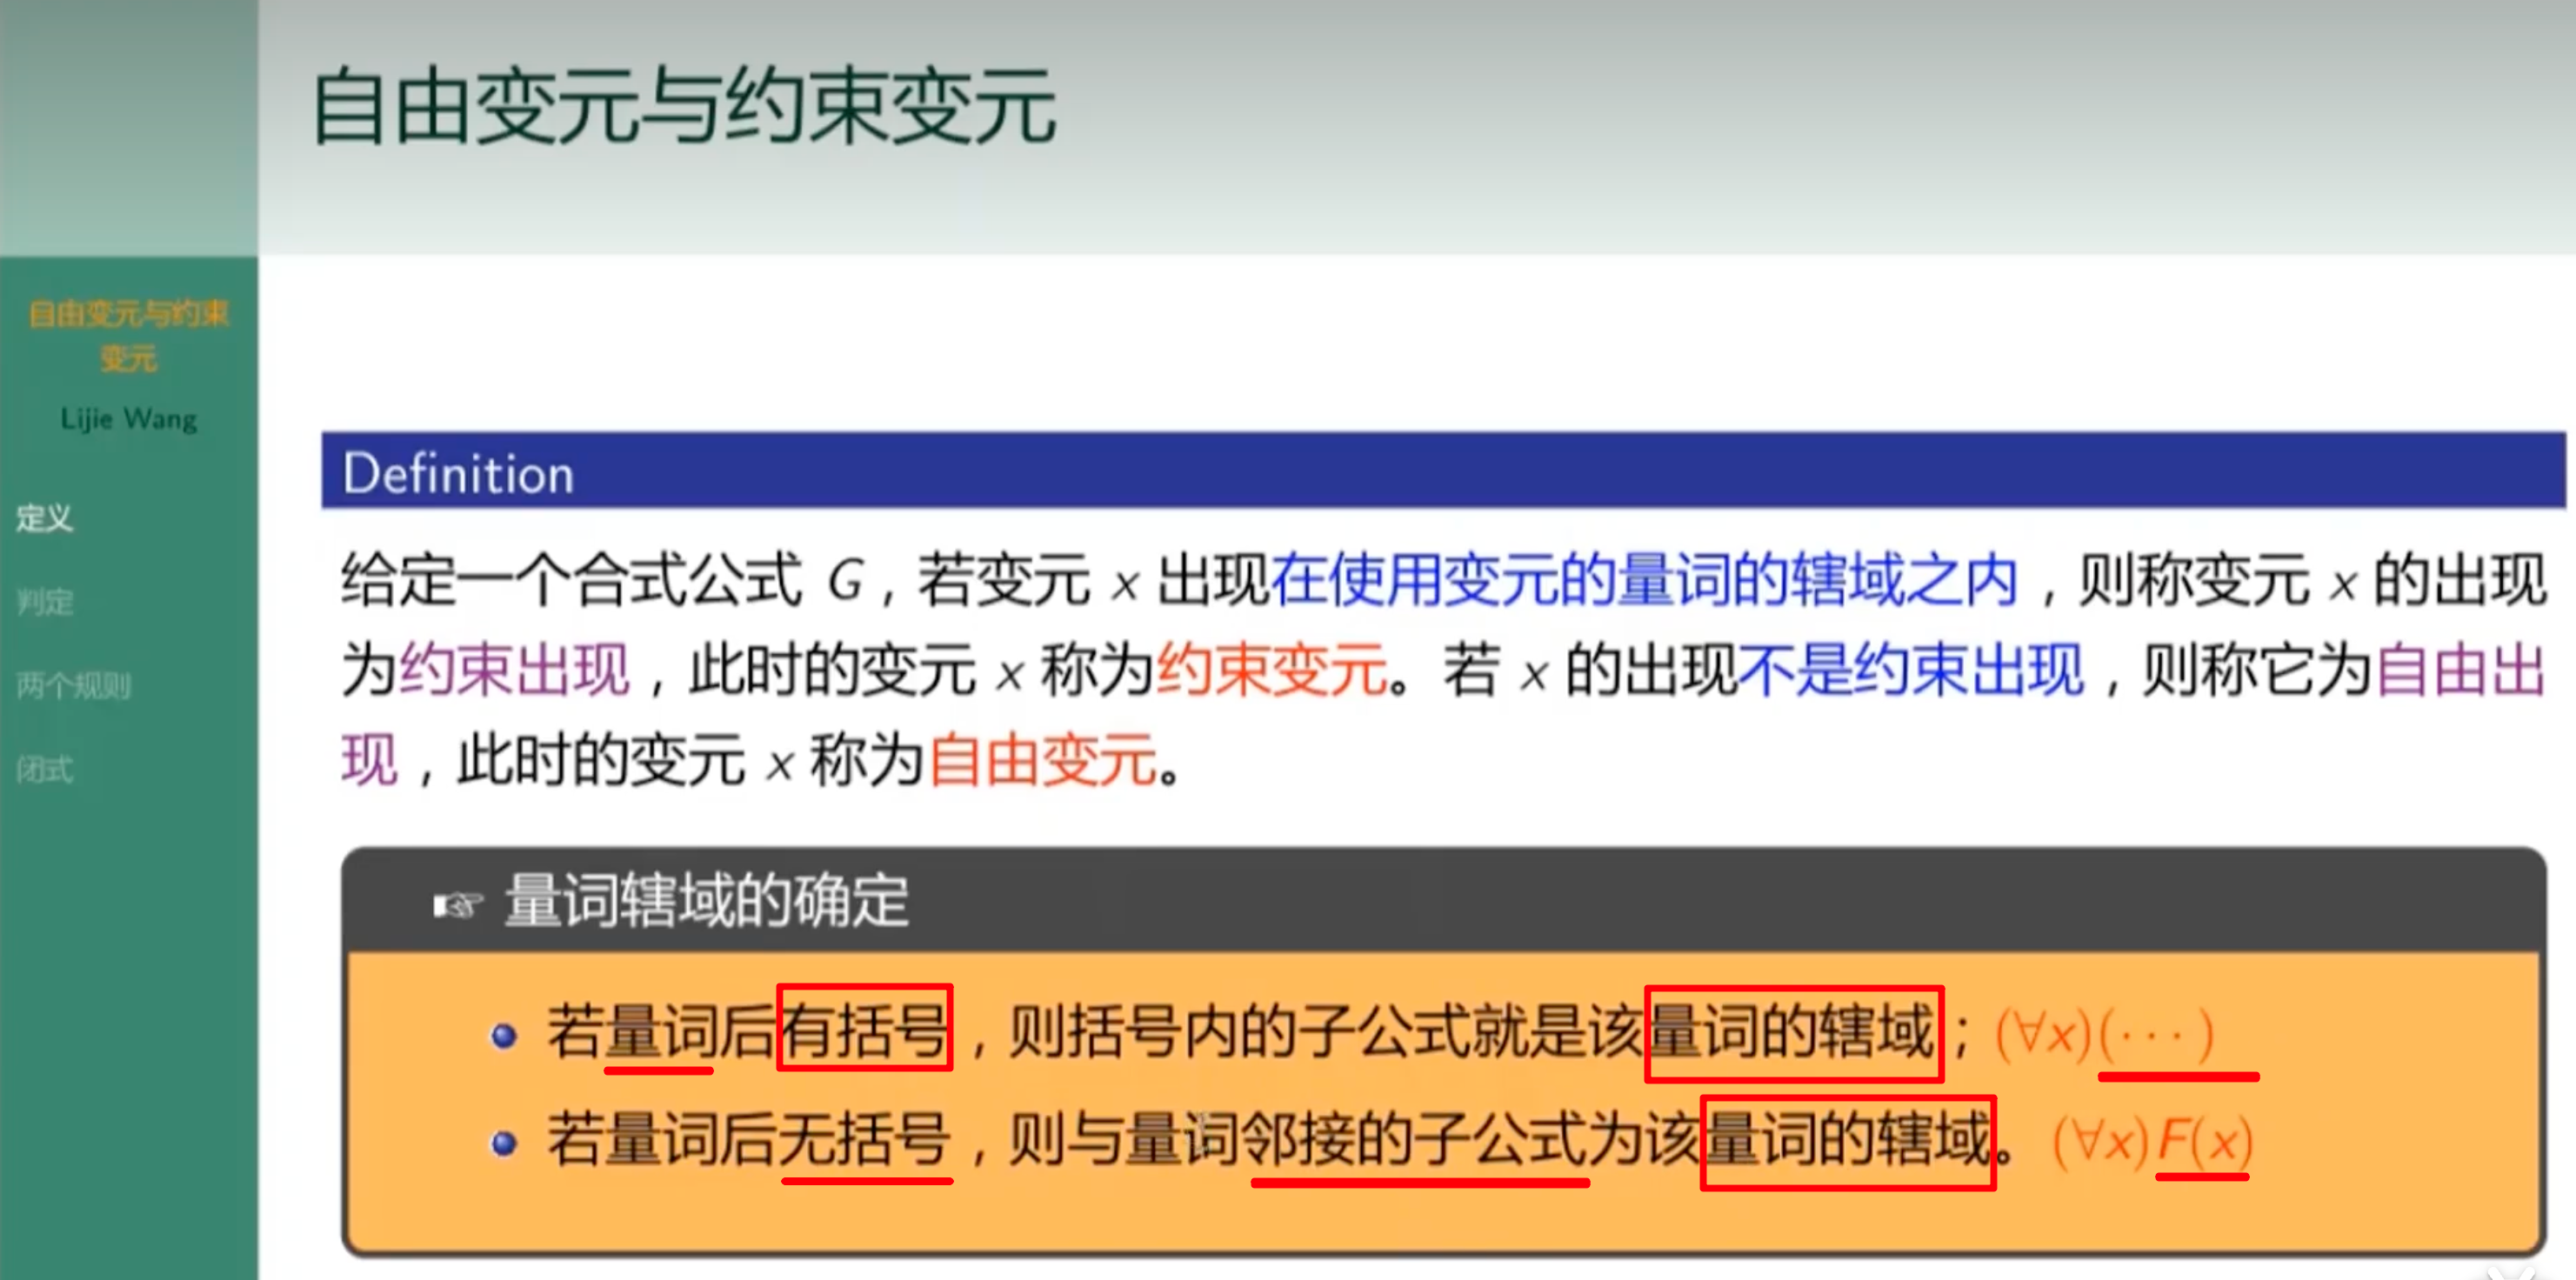 自由变元与约束变元
自由变元与约束
变元
Lijie Wang
定义
判定
两个规则
闭式
Definition
给定一个合式公式 G，若变元 x 出现在使用变元的量词的辖域之内，则称变元 x 的出现
为约束出现，此时的变元 x 称为约束变元。若 x 的出现不是约束出现，则称它为自由出
现，此时的变元 x 称为自由变元。
☞ 量词辖域的确定
若量词后有括号，则括号内的子公式就是该量词的辖域；(∀x)(···)
若量词后无括号，则与量词邻接的子公式为该量词的辖域。(∀x)F(x)